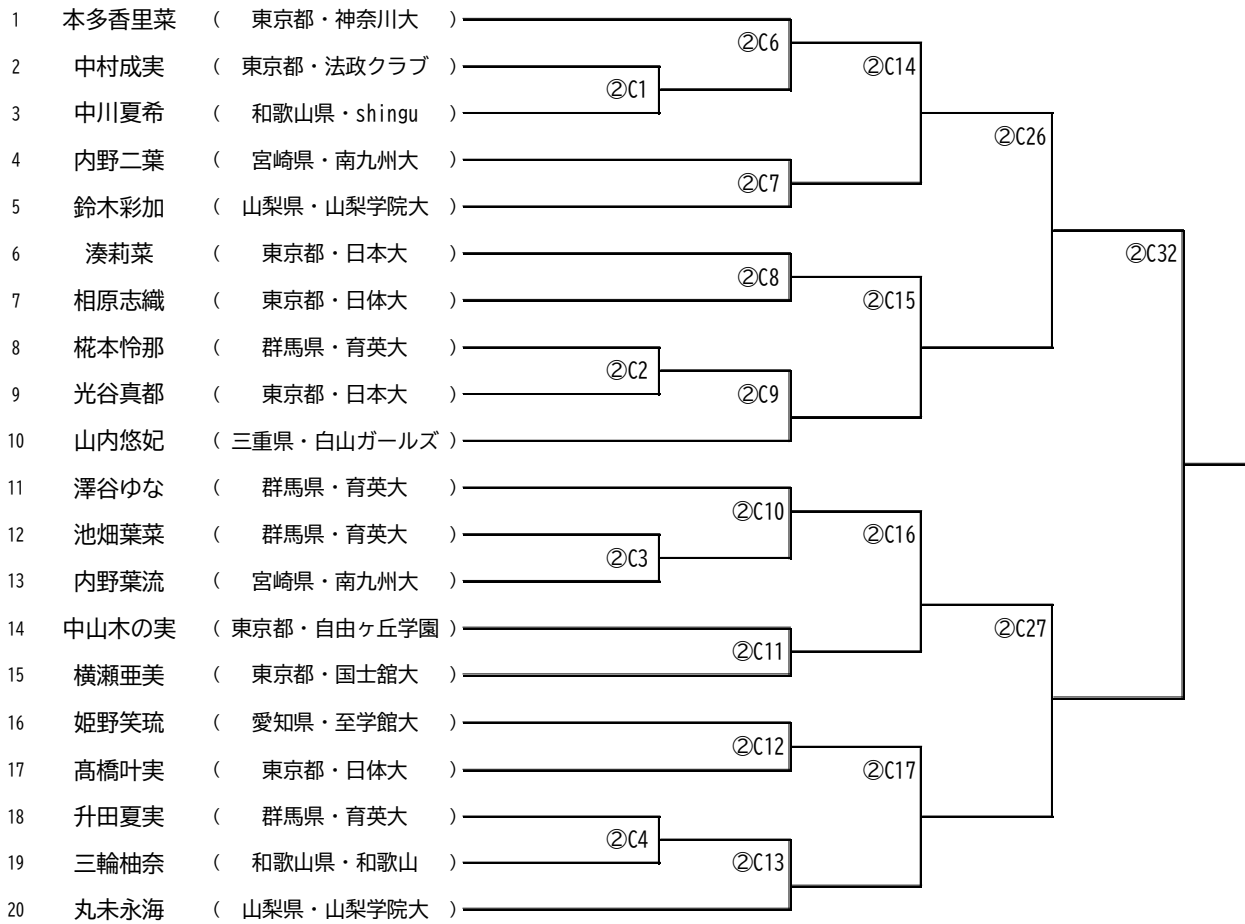 1 本多香里菜 ( 東京都・神奈川大 )
②C6
2 中村成実 ( 東京都・法政クラブ )
②C14
②C1
3 中川夏希 ( 和歌山県・shingu )
②C26
4 内野二葉 ( 宮崎県・南九州大 )
②C7
5 鈴木彩加 ( 山梨県・山梨学院大 )
6 湊莉菜 ( 東京都・日本大 )
②C32
②C8
7 相原志織 ( 東京都・日体大 )
②C15
8 椛本怜那 ( 群馬県・育英大 )
②C2
9 光谷真都 ( 東京都・日本大 )
②C9
10 山内悠妃 ( 三重県・白山ガールズ )
11 澤谷ゆな ( 群馬県・育英大 )
②C10
12 池畑葉菜 ( 群馬県・育英大 )
②C16
②C3
13 内野葉流 ( 宮崎県・南九州大 )
14 中山木の実 ( 東京都・自由ヶ丘学園 )
②C27
②C11
15 横瀬亜美 ( 東京都・国士舘大 )
16 姫野笑琉 ( 愛知県・至学館大 )
②C12
17 髙橋叶実 ( 東京都・日体大 )
②C17
18 升田夏実 ( 群馬県・育英大 )
②C4
19 三輪柚奈 ( 和歌山県・和歌山 )
②C13
20 丸未永海 ( 山梨県・山梨学院大 )